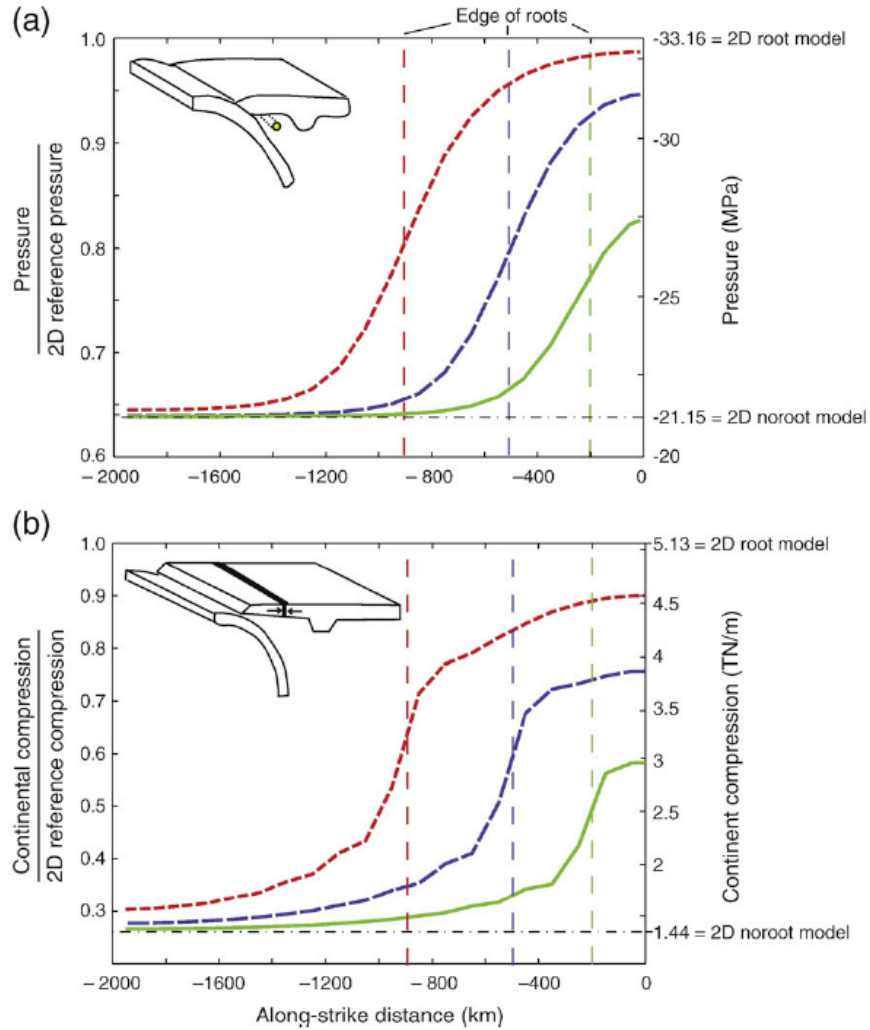 (a)
Edge of roots
1.0
0.9
0.8
0.7
0.6
Pressure
2D reference pressure
-33.16 = 2D root model
-30
-25
-21.15 = 2D noroot model
-20
Pressure (MPa)
−2000
−1600
−1200
−800
−400
0
(b)
1.0
0.9
0.8
0.7
0.6
0.5
0.4
0.3
Continental compression
2D reference compression
5.13 = 2D root model
4.5
4
3.5
3
2.5
2
1.44 = 2D noroot model
Continent compression (TN/m)
−2000
−1600
−1200
−800
−400
0
Along-strike distance (km)